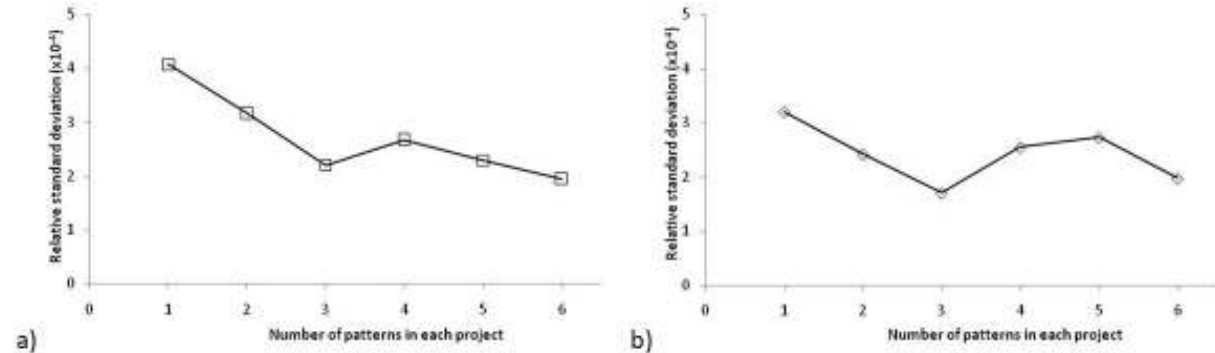 Relative standard deviation (x10⁻⁴)
5
4
3
2
1
0
0 1 2 3 4 5 6
Number of patterns in each project
a)
Relative standard deviation (x10⁻⁴)
5
4
3
2
1
0
0 1 2 3 4 5 6
Number of patterns in each project
b)